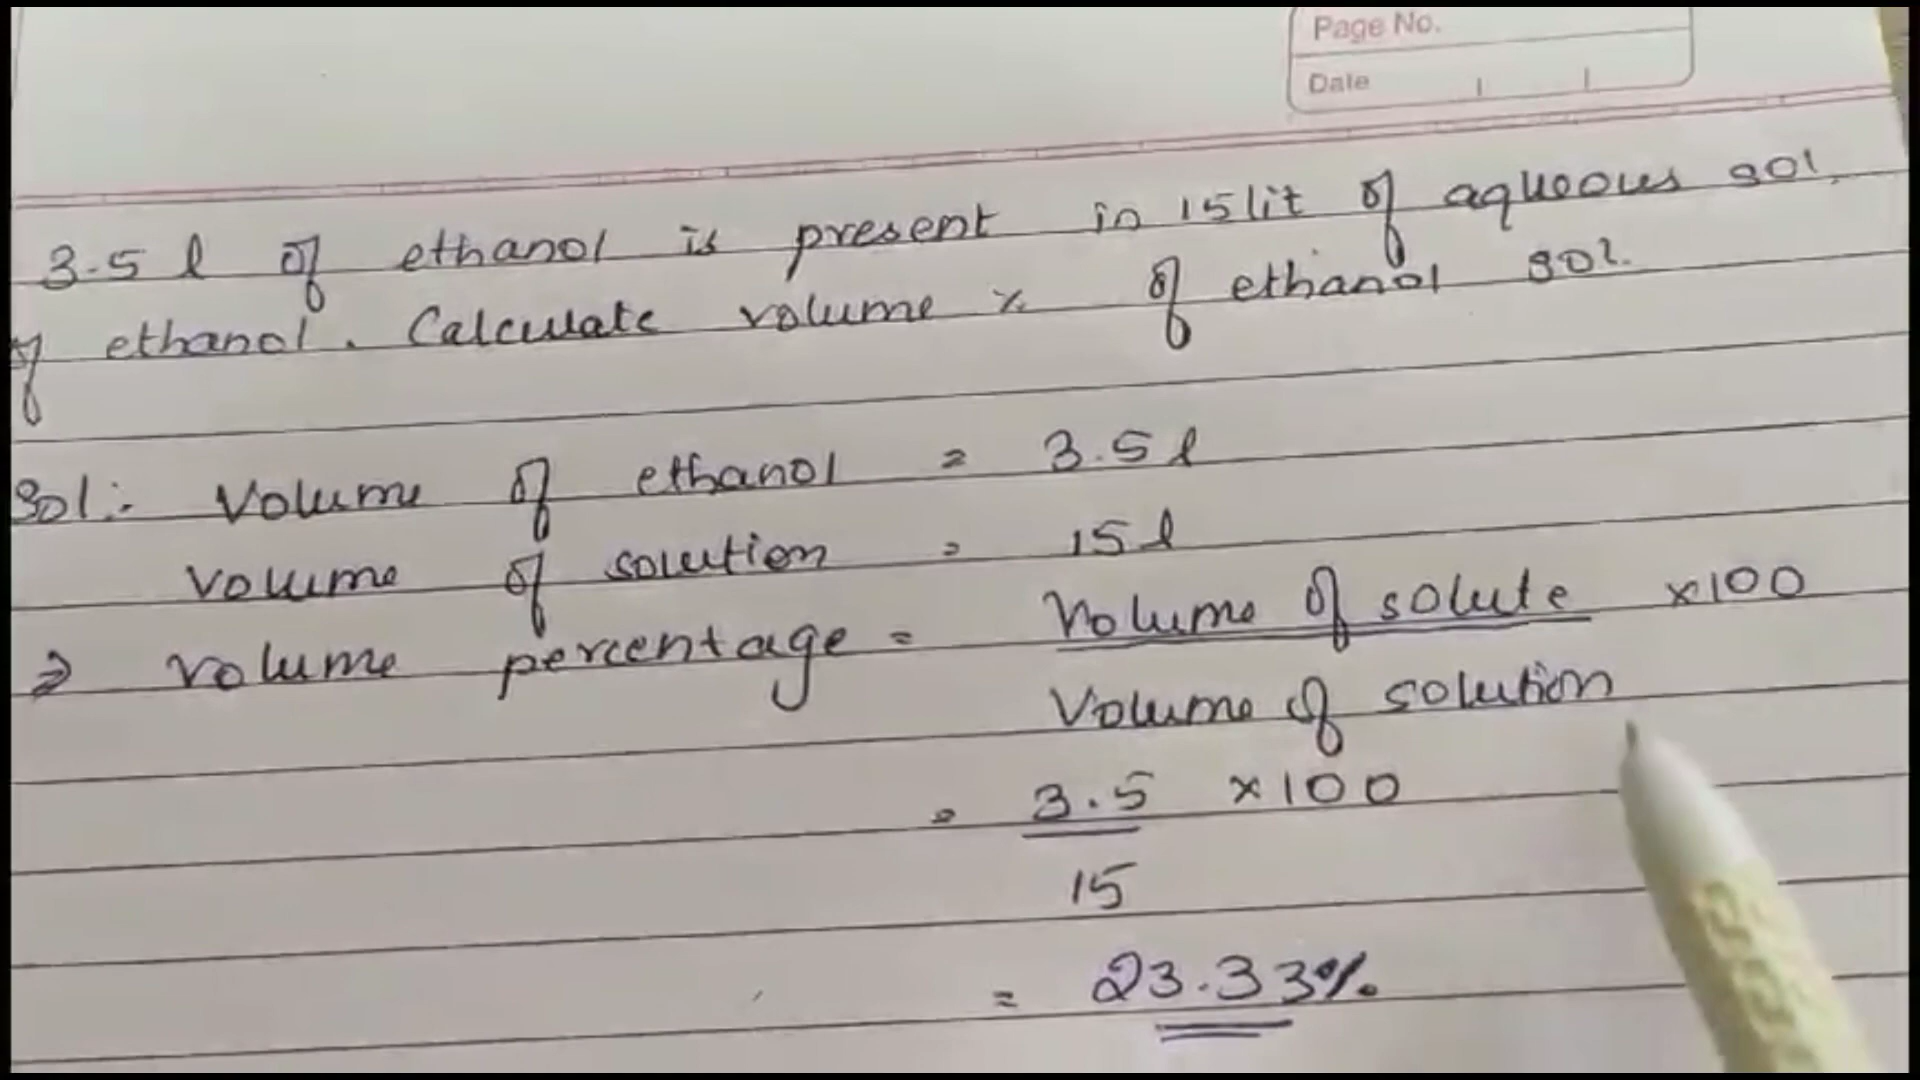 Page No.
Date
3.5 l of ethanol is present in 15 lit of aqueous sol.
of ethanol. Calculate volume % of ethanol sol.
Sol:- Volume of ethanol = 3.5 l
Volume of solution = 15 l
⇒ Volume percentage = Volume of solute ×100
Volume of solution
= 3.5 ×100
15
= 23.33%